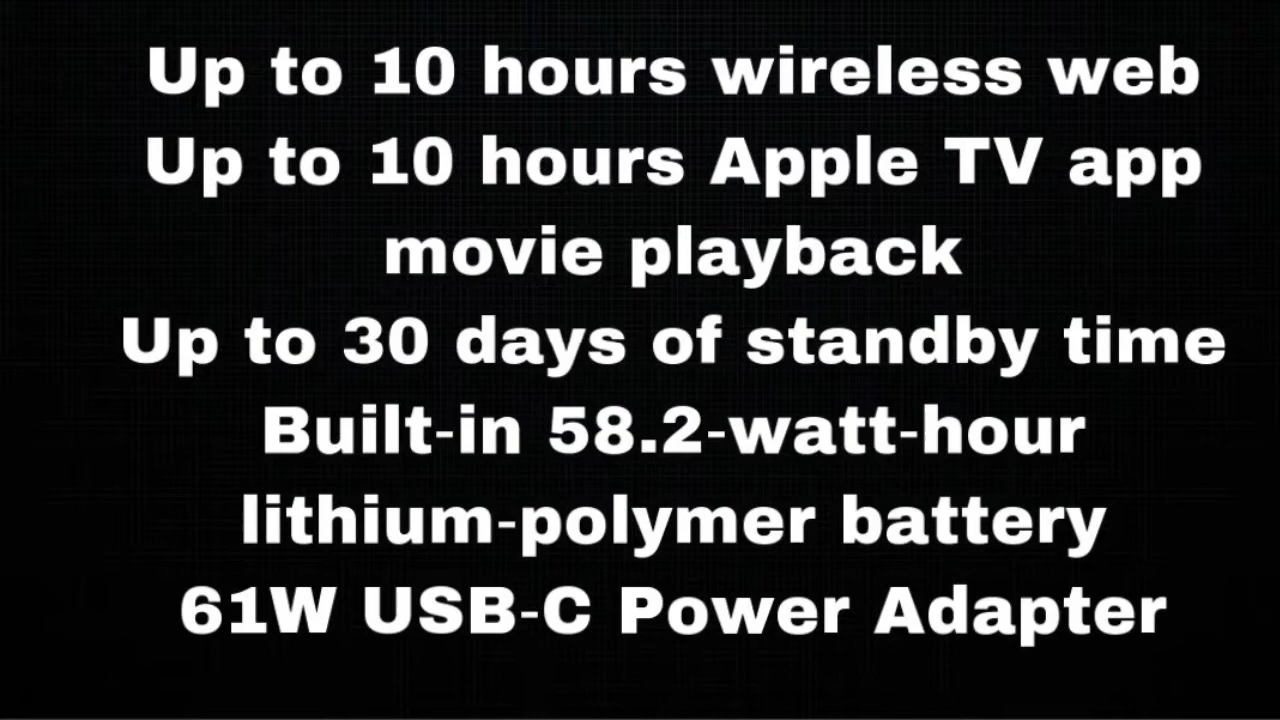 Up to 10 hours wireless web
Up to 10 hours Apple TV app
movie playback
Up to 30 days of standby time
Built-in 58.2-watt-hour
lithium-polymer battery
61W USB-C Power Adapter